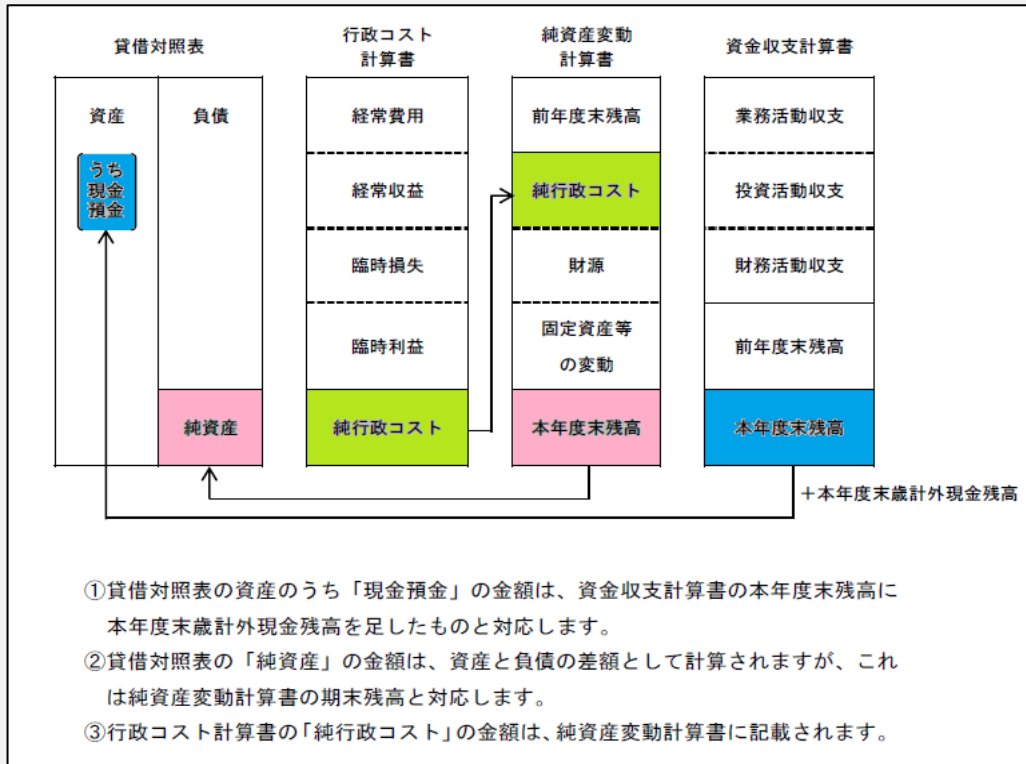 貸借対照表
行政コスト
計算書
純資産変動
計算書
資金収支計算書
資産
負債
うち
現金
預金
純資産
経常費用
経常収益
臨時損失
臨時利益
純行政コスト
前年度末残高
純行政コスト
財源
固定資産等
の変動
本年度末残高
業務活動収支
投資活動収支
財務活動収支
前年度末残高
本年度末残高
＋本年度末歳計外現金残高
①貸借対照表の資産のうち「現金預金」の金額は、資金収支計算書の本年度末残高に
本年度末歳計外現金残高を足したものと対応します。
②貸借対照表の「純資産」の金額は、資産と負債の差額として計算されますが、これ
は純資産変動計算書の期末残高と対応します。
③行政コスト計算書の「純行政コスト」の金額は、純資産変動計算書に記載されます。